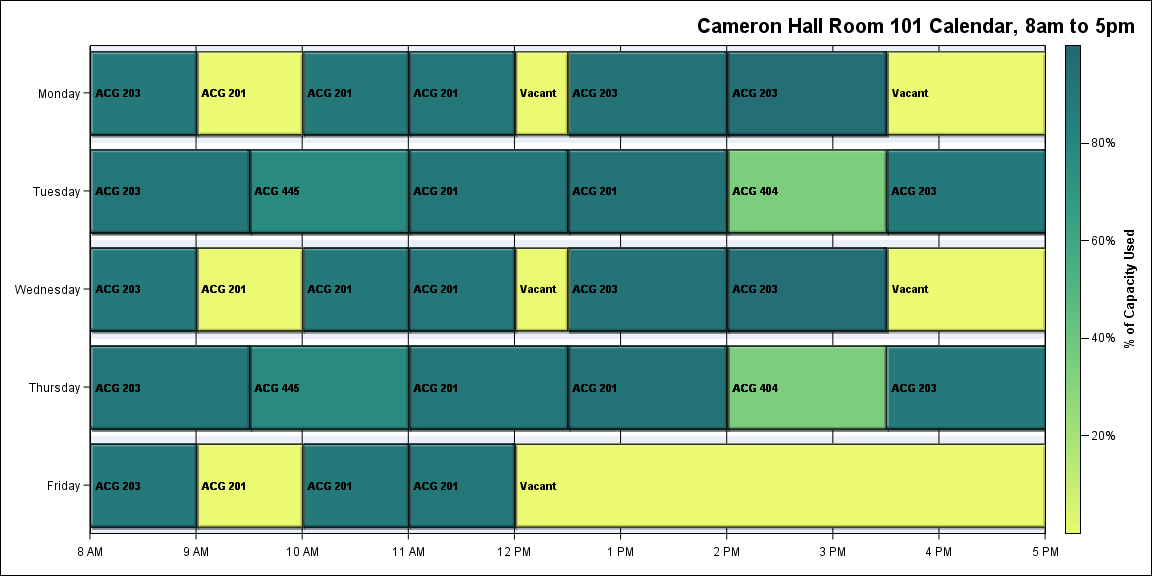 Cameron Hall Room 101 Calendar, 8am to 5pm
Monday
ACG 203
ACG 201
ACG 201
ACG 201
Vacant
ACG 203
ACG 203
Vacant
Tuesday
ACG 203
ACG 445
ACG 201
ACG 201
ACG 404
ACG 203
Wednesday
ACG 203
ACG 201
ACG 201
ACG 201
Vacant
ACG 203
ACG 203
Vacant
Thursday
ACG 203
ACG 445
ACG 201
ACG 201
ACG 404
ACG 203
Friday
ACG 203
ACG 201
ACG 201
ACG 201
Vacant
8 AM
9 AM
10 AM
11 AM
12 PM
1 PM
2 PM
3 PM
4 PM
5 PM
80%
60%
40%
20%
% of Capacity Used